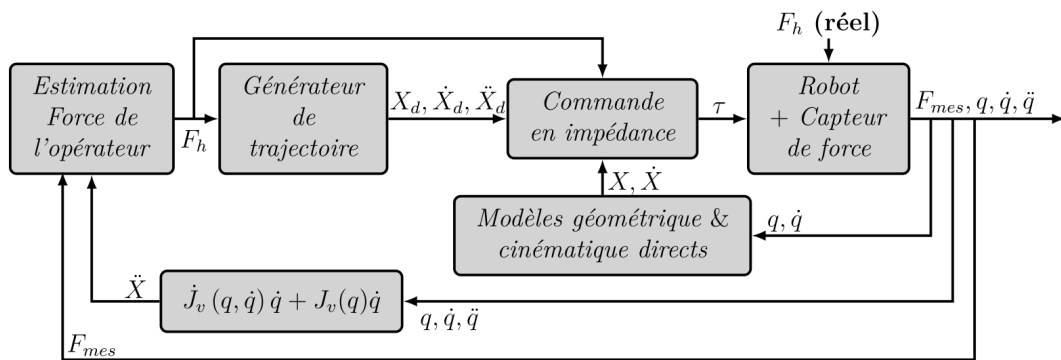 F_h (réel)
Estimation
Force de
l'opérateur
F_h
Générateur
de
trajectoire
X_d, Ẋ_d, Ẍ_d
Commande
en impédance
τ
Robot
+ Capteur
de force
F_mes, q, q̇, q̈
X, Ẋ
Modèles géométrique &
cinématique directs
q, q̇
Ẍ
J̇_v (q, q̇) q̇ + J_v(q)q̇
q, q̇, q̈
F_mes